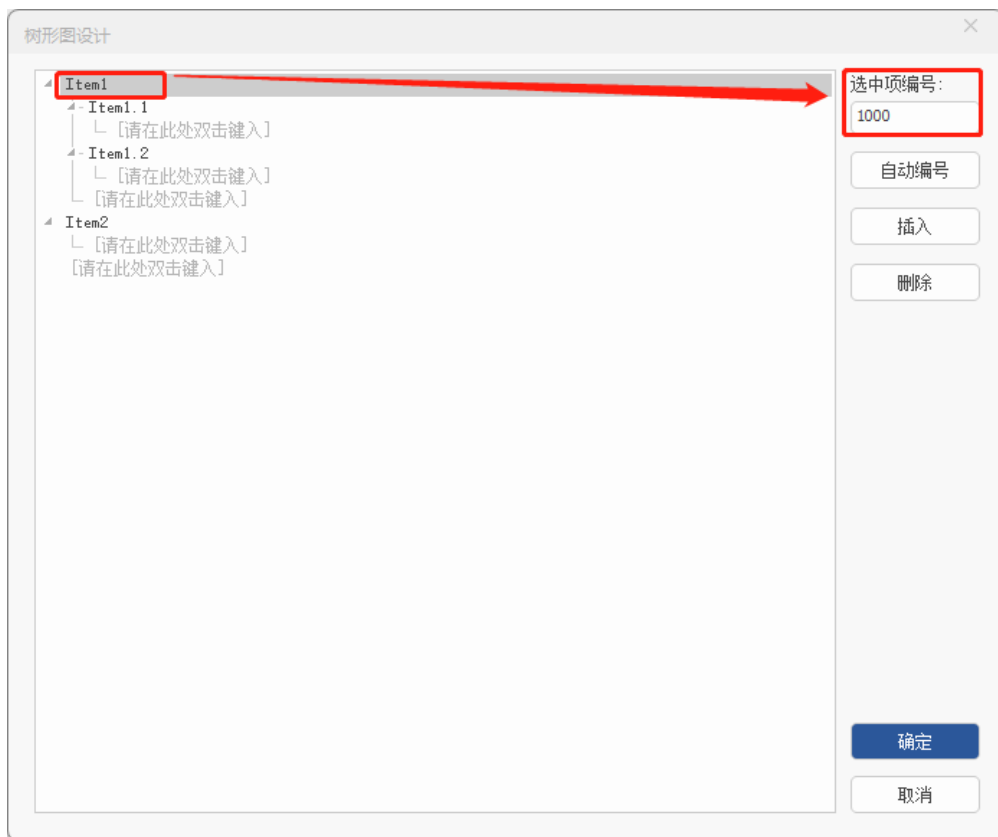 树形图设计
Item1
Item1.1
[请在此处双击键入]
Item1.2
[请在此处双击键入]
[请在此处双击键入]
Item2
[请在此处双击键入]
[请在此处双击键入]
选中项编号:
1000
自动编号
插入
删除
确定
取消